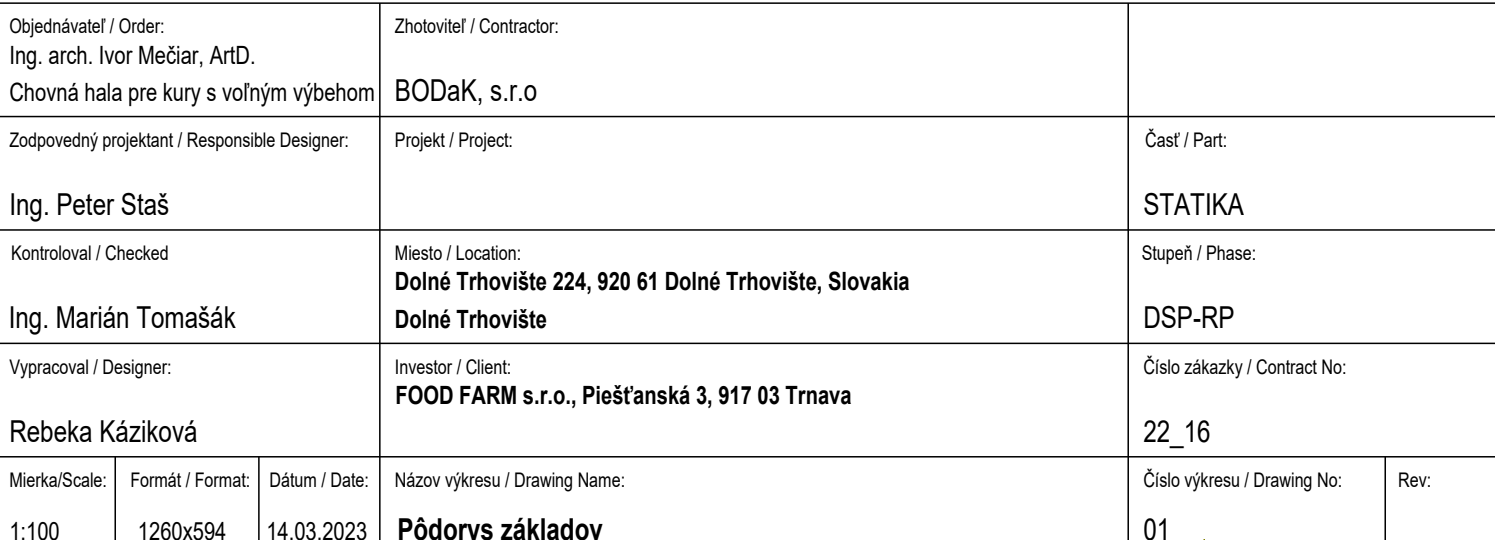 Objednávateľ / Order:
Ing. arch. Ivor Mečiar, ArtD.
Chovná hala pre kury s voľným výbehom
Zhotoviteľ / Contractor:
BODaK, s.r.o
Zodpovedný projektant / Responsible Designer:
Ing. Peter Staš
Projekt / Project:
Časť / Part:
STATIKA
Kontroloval / Checked
Ing. Marián Tomašák
Miesto / Location:
Dolné Trhovište 224, 920 61 Dolné Trhovište, Slovakia
Dolné Trhovište
Stupeň / Phase:
DSP-RP
Vypracoval / Designer:
Rebeka Káziková
Investor / Client:
FOOD FARM s.r.o., Piešťanská 3, 917 03 Trnava
Číslo zákazky / Contract No:
22_16
Mierka/Scale:
1:100
Formát / Format:
1260x594
Dátum / Date:
14.03.2023
Názov výkresu / Drawing Name:
Pôdorys základov
Číslo výkresu / Drawing No:
01
Rev: